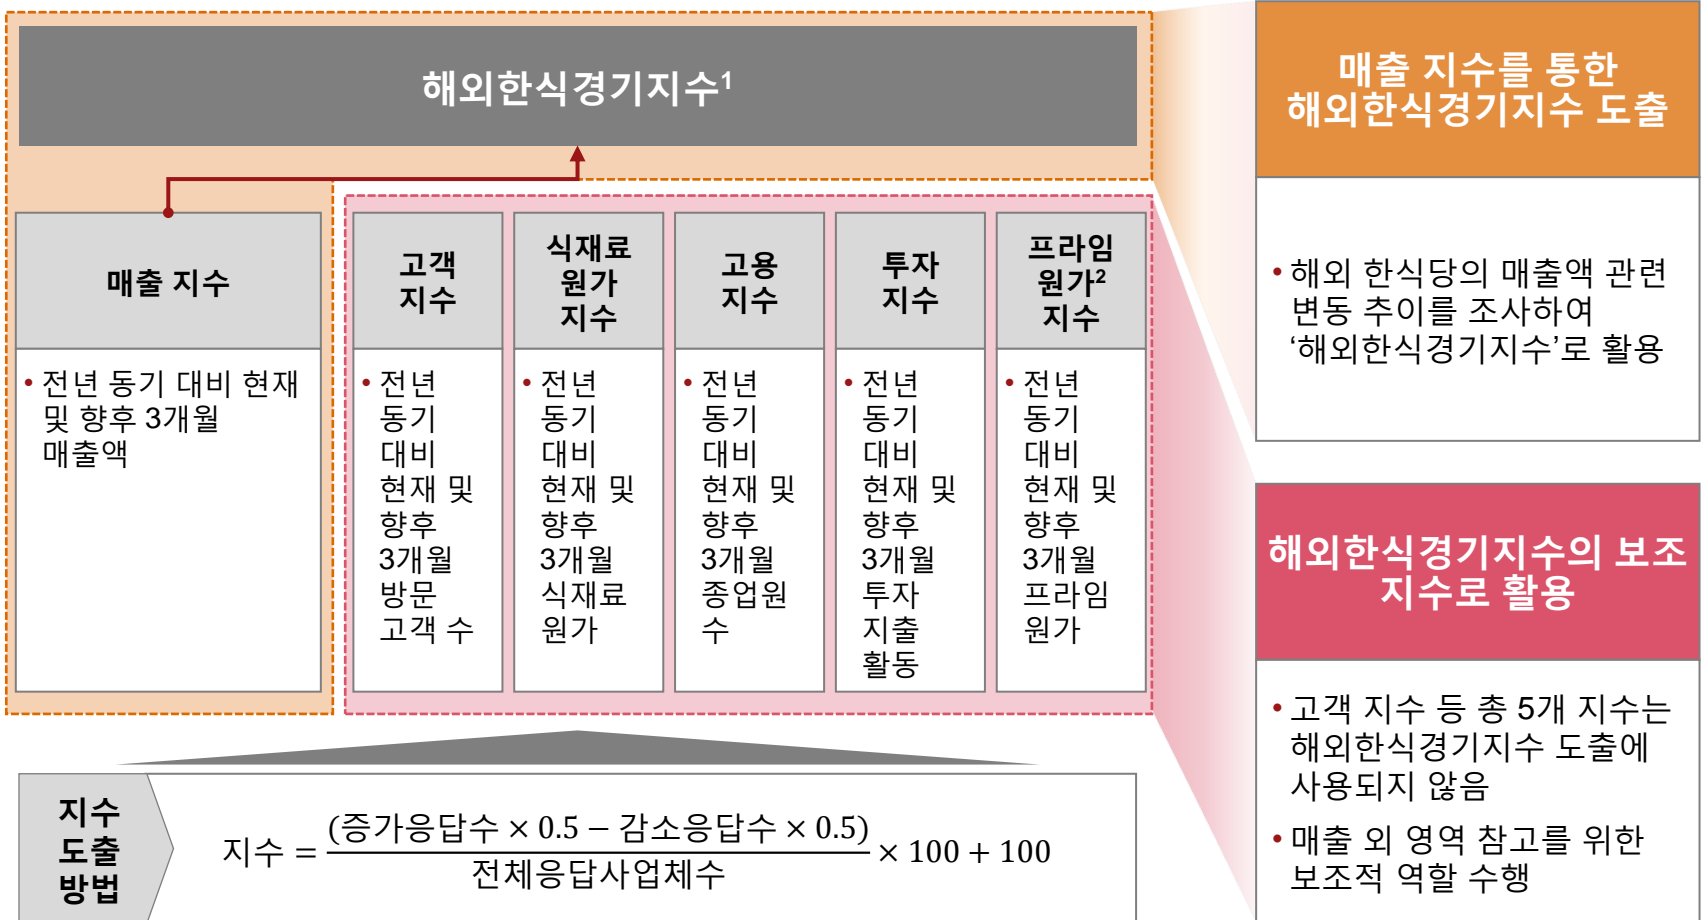 해외한식경기지수1
매출 지수
고객
지수
식재료
원가
지수
고용
지수
투자
지수
프라임
원가2
지수
• 전년 동기 대비 현재
및 향후 3개월
매출액
• 전년
동기
대비
현재 및
향후
3개월
방문
고객 수
• 전년
동기
대비
현재 및
향후
3개월
식재료
원가
• 전년
동기
대비
현재 및
향후
3개월
종업원
수
• 전년
동기
대비
현재 및
향후
3개월
투자
지출
활동
• 전년
동기
대비
현재 및
향후
3개월
프라임
원가
지수
도출
방법
지수 = (증가응답수 × 0.5 − 감소응답수 × 0.5) / 전체응답사업체수 × 100 + 100
매출 지수를 통한
해외한식경기지수 도출
• 해외 한식당의 매출액 관련
변동 추이를 조사하여
‘해외한식경기지수’로 활용
해외한식경기지수의 보조
지수로 활용
• 고객 지수 등 총 5개 지수는
해외한식경기지수 도출에
사용되지 않음
• 매출 외 영역 참고를 위한
보조적 역할 수행